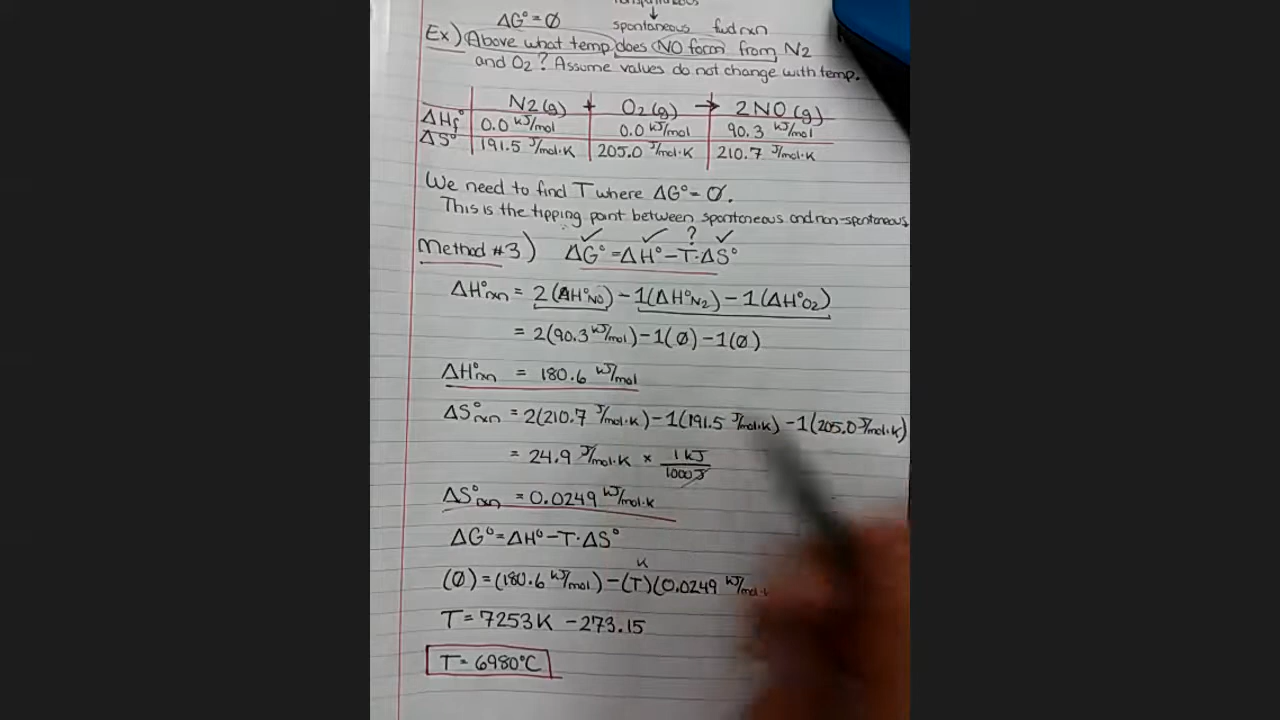 ΔG° = Ø
↓
spontaneous fwd rxn
Ex) Above what temp does NO form from N2
and O2? Assume values do not change with temp.
N2(g) + O2(g) → 2NO(g)
ΔHf° 0.0 kJ/mol 0.0 kJ/mol 90.3 kJ/mol
ΔS° 191.5 J/mol·K 205.0 J/mol·K 210.7 J/mol·K
We need to find T where ΔG° = Ø.
This is the tipping point between spontaneous and non-spontaneous
✓ ✓ ? ✓
Method #3) ΔG° = ΔH° - T·ΔS°
ΔH°rxn = 2(ΔH°NO) - 1(ΔH°N2) - 1(ΔH°O2)
= 2(90.3 kJ/mol) - 1(Ø) - 1(Ø)
ΔH°rxn = 180.6 kJ/mol
ΔS°rxn = 2(210.7 J/mol·K) - 1(191.5 J/mol·K) - 1(205.0 J/mol·K)
= 24.9 J/mol·K × 1 kJ/1000J
ΔS°rxn = 0.0249 kJ/mol·K
ΔG° = ΔH° - T·ΔS°
K
(Ø) = (180.6 kJ/mol) - (T)(0.0249 kJ/mol·k
T = 7253K - 273.15
T = 6980°C